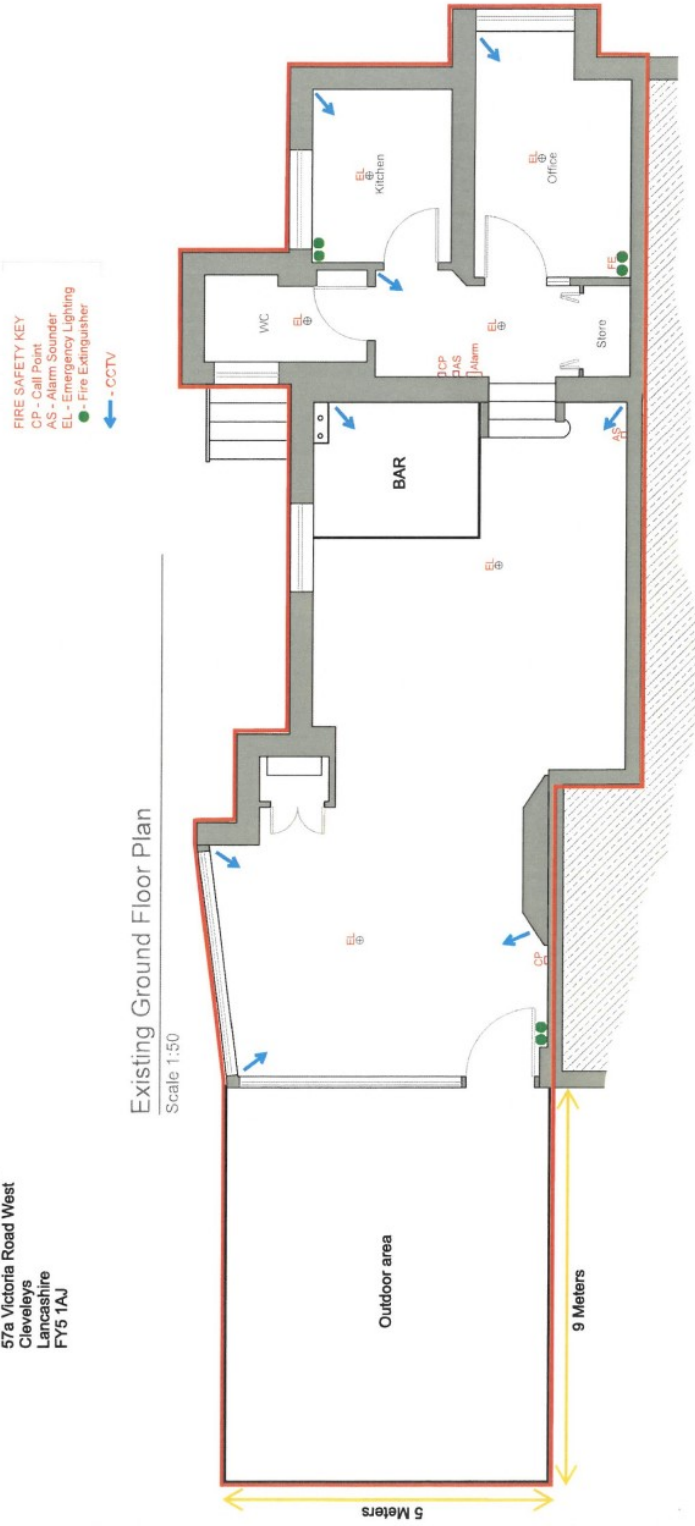 57a Victoria Road West
Cleveleys
Lancashire
FY5 1AJ
FIRE SAFETY KEY
CP - Call Point
AS - Alarm Sounder
EL - Emergency Lighting
- Fire Extinguisher
- CCTV
Existing Ground Floor Plan
Scale 1:50
WC
EL
EL
Kitchen
EL
Office
FE
EL
Store
CP
AS
Alarm
BAR
AS
EL
EL
CP
Outdoor area
5 Meters
9 Meters